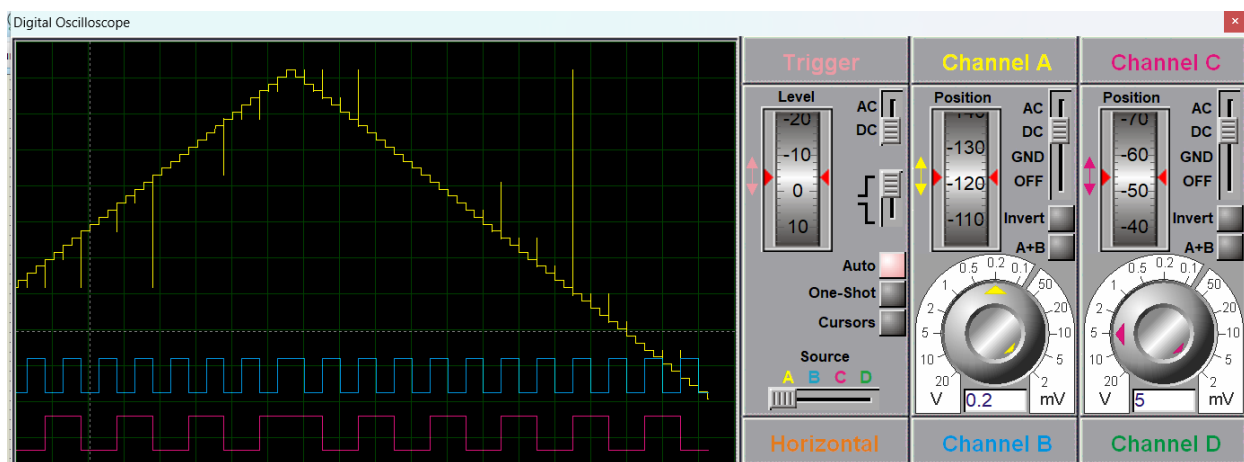 Digital Oscilloscope
Trigger
Level
-20
-10
0
10
AC
DC
Auto
One-Shot
Cursors
Source
A B C D
Horizontal
Channel A
Position
-140
-130
-120
-110
AC
DC
GND
OFF
Invert
A+B
20
10
5
2
1
0.5
0.2
0.1
50
20
10
5
2
V
0.2
mV
Channel B
Channel C
Position
-70
-60
-50
-40
AC
DC
GND
OFF
Invert
A+B
20
10
5
2
1
0.5
0.2
0.1
50
20
10
5
2
V
5
mV
Channel D